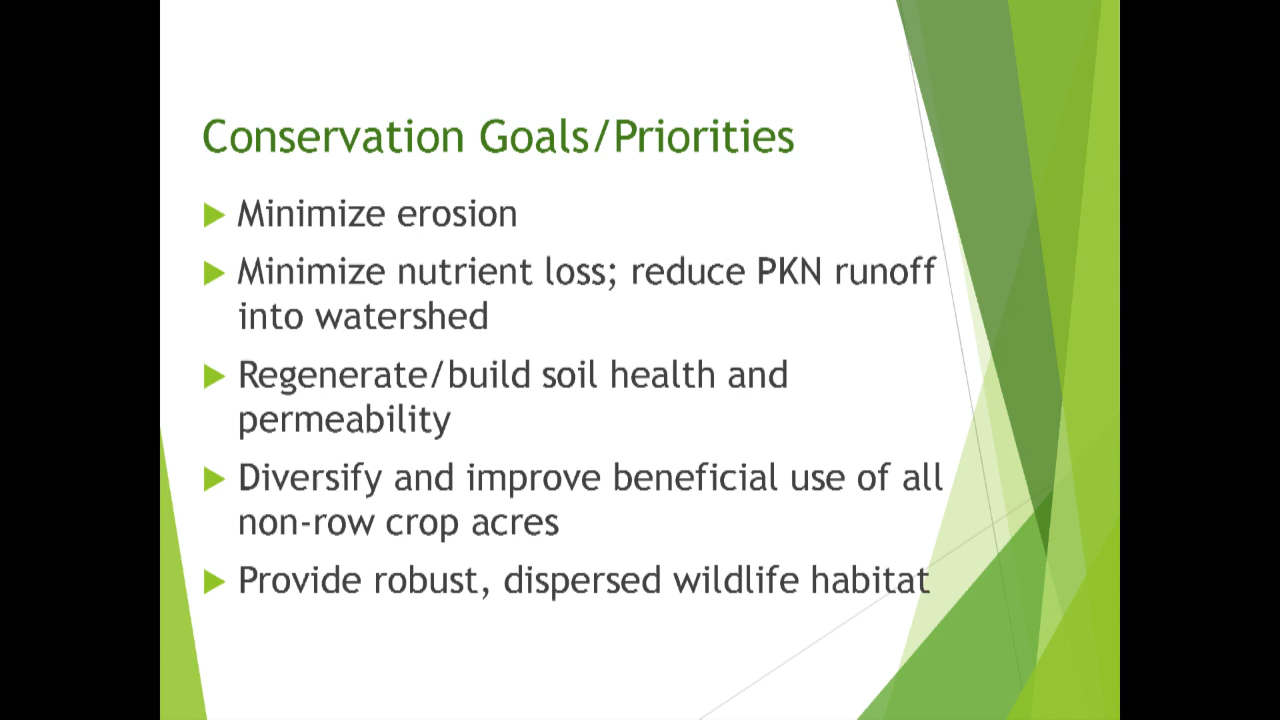 Conservation Goals/Priorities
Minimize erosion
Minimize nutrient loss; reduce PKN runoff
into watershed
Regenerate/build soil health and
permeability
Diversify and improve beneficial use of all
non-row crop acres
Provide robust, dispersed wildlife habitat